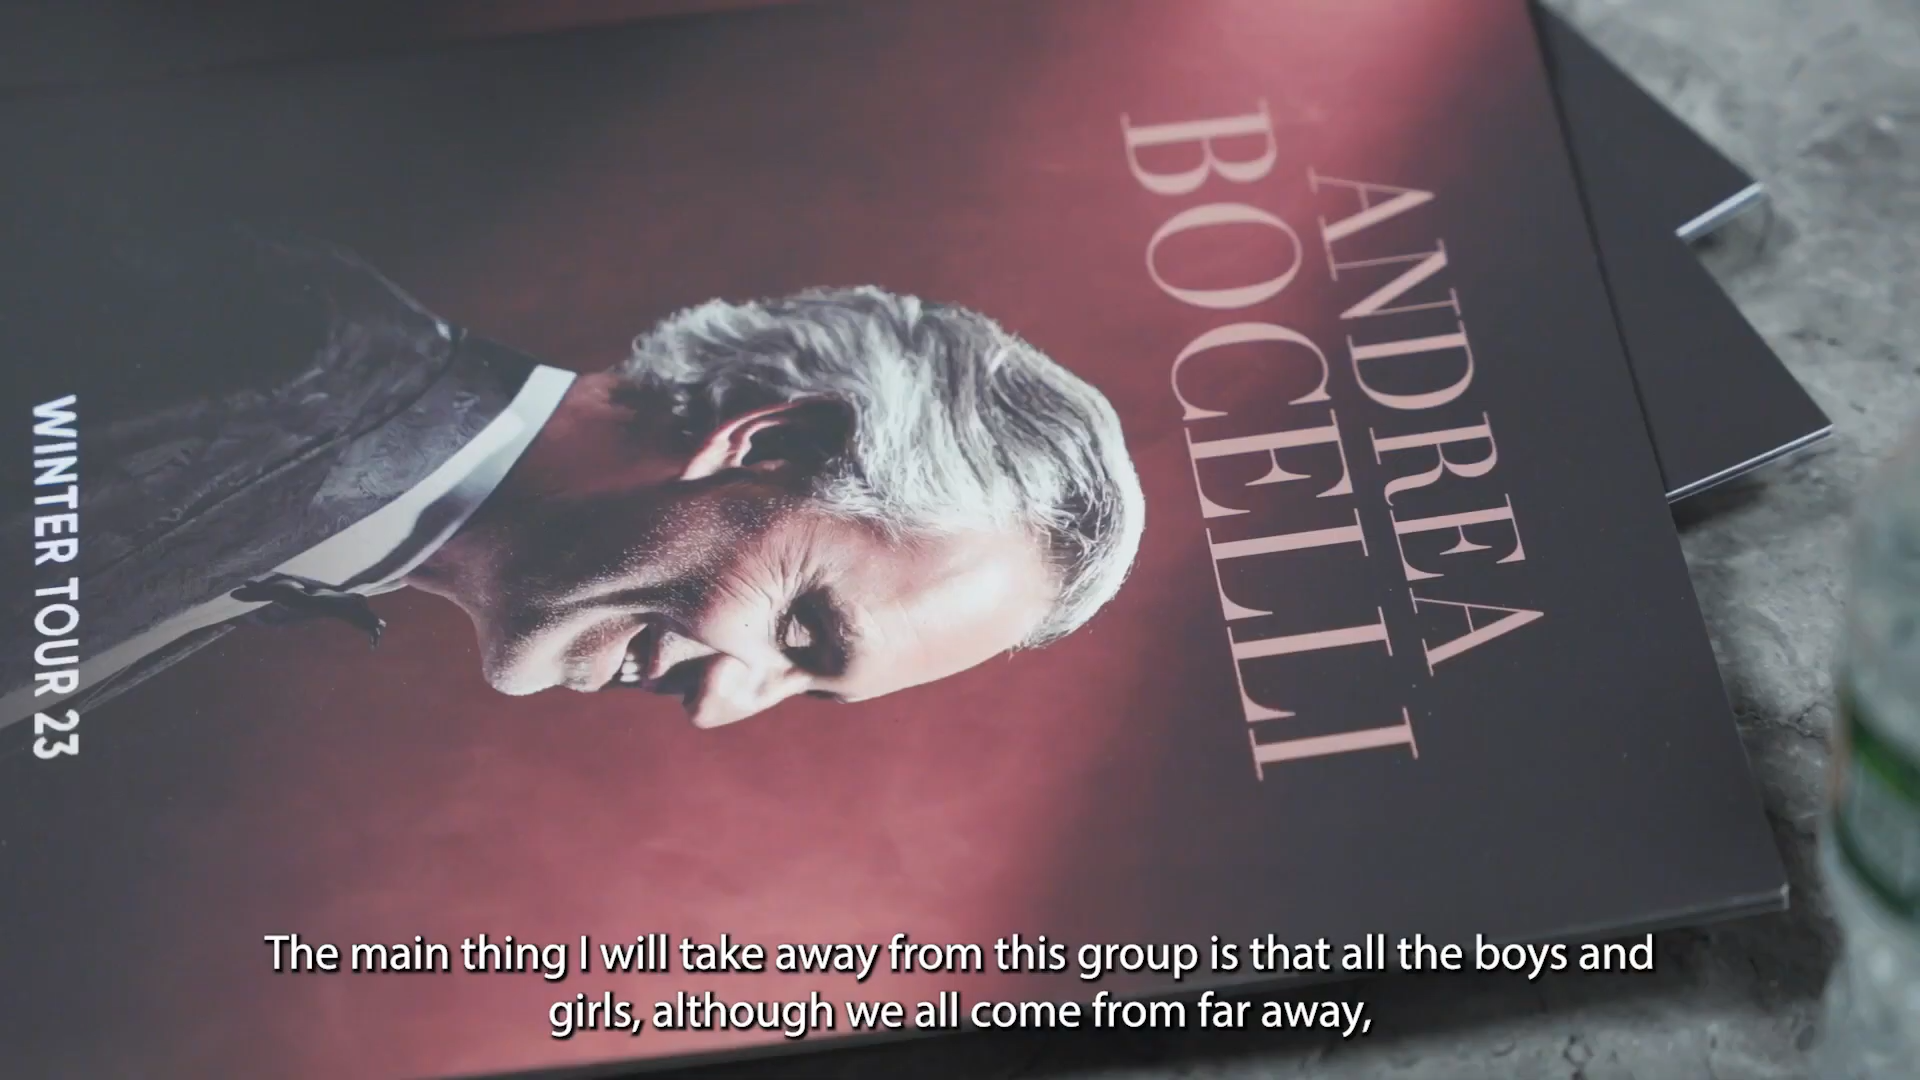 ANDREA
BOCELLI
WINTER TOUR 23
The main thing I will take away from this group is that all the boys and
girls, although we all come from far away,